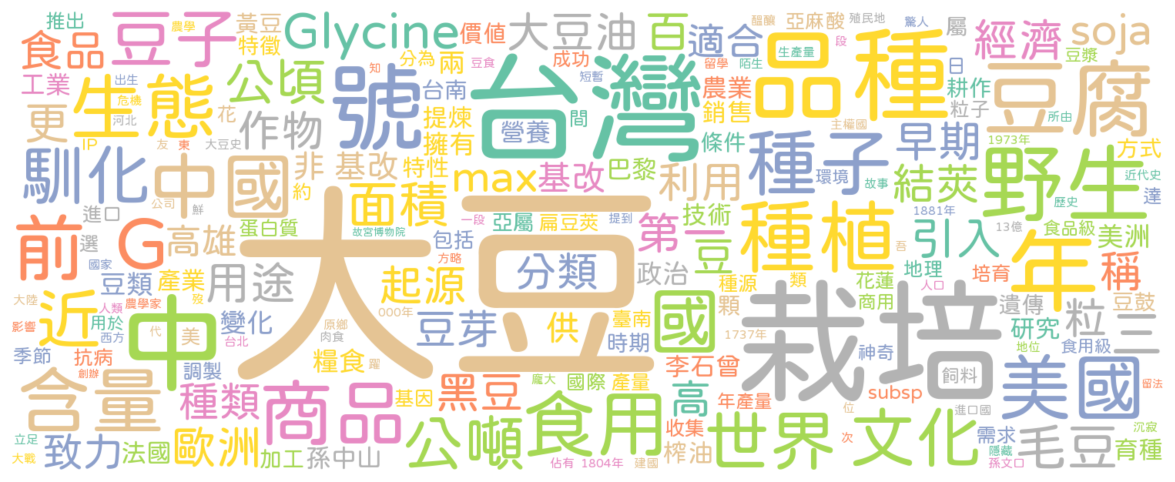 推出
農學
黃豆
Glycine
價值
大豆油
百
醞釀
亞麻酸
殖民地
驚人
屬
經濟
soja
食品
豆子
特徵
適合
生產量
段
豆漿
工業
出生
知
分為
兩
豆食
成功
短暫
台灣
留學
陌生
農業
品種
日
耕作
豆腐
生態
公頃
號
台南
營養
間
銷售
粒子
更
危機
河北
花
作物
提煉
擁有
條件
主權國
早期
所由
IP
友
東
大豆史
1973年
方式
馴化
中國
非
基改
特性
max
基改
巴黎
利用
種子
環境
故事
結莢
野生
近代史
約
公司
鮮
蛋白質
面積
一段
亞屬
扁豆莢
提到
第一
技術
歷史
達
進口
前
G
高雄
故宮博物院
包括
方略
種植
1881年
吾
引入
13億
食品級
美洲
選
國家
近
豆類
產業
用途
大豆
起源
分類
政治
豆
種源
類
花蓮
商用
地理
人口
培育
年
稱
大陸
人類
農學家
歿
000年
國
顆
遺傳
豆鼓
影響
用於
西方
中
代
美
變化
台北
原鄉
肉食
豆芽
供
臺南
時期
1737年
栽培
研究
地位
粒
三
季節
抗病
創辦
調製
糧食
躍
李石曾
神奇
飼料
食用級
含量
種類
商品
基因
黑豆
龐大
國際
產量
年產量
高
subsp
位
進口國
美國
留法
立足
大戰
致力
法國
歐洲
加工
孫中山
公噸
食用
佔有
1804年
建國
收集
榨油
世界
次
文化
需求
隱藏
孫文口
毛豆
沉寂
育種